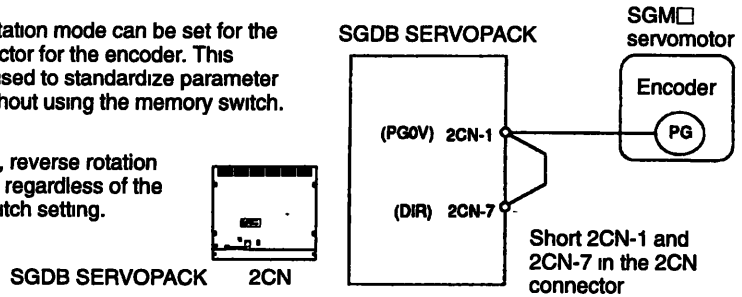 tation mode can be set for the
ctor for the encoder. This
sed to standardize parameter
hout using the memory switch.
, reverse rotation
regardless of the
tch setting.
SGDB SERVOPACK 2CN
SGDB SERVOPACK
(PG0V) 2CN-1
(DIR) 2CN-7
SGM□
servomotor
Encoder
PG
Short 2CN-1 and
2CN-7 in the 2CN
connector